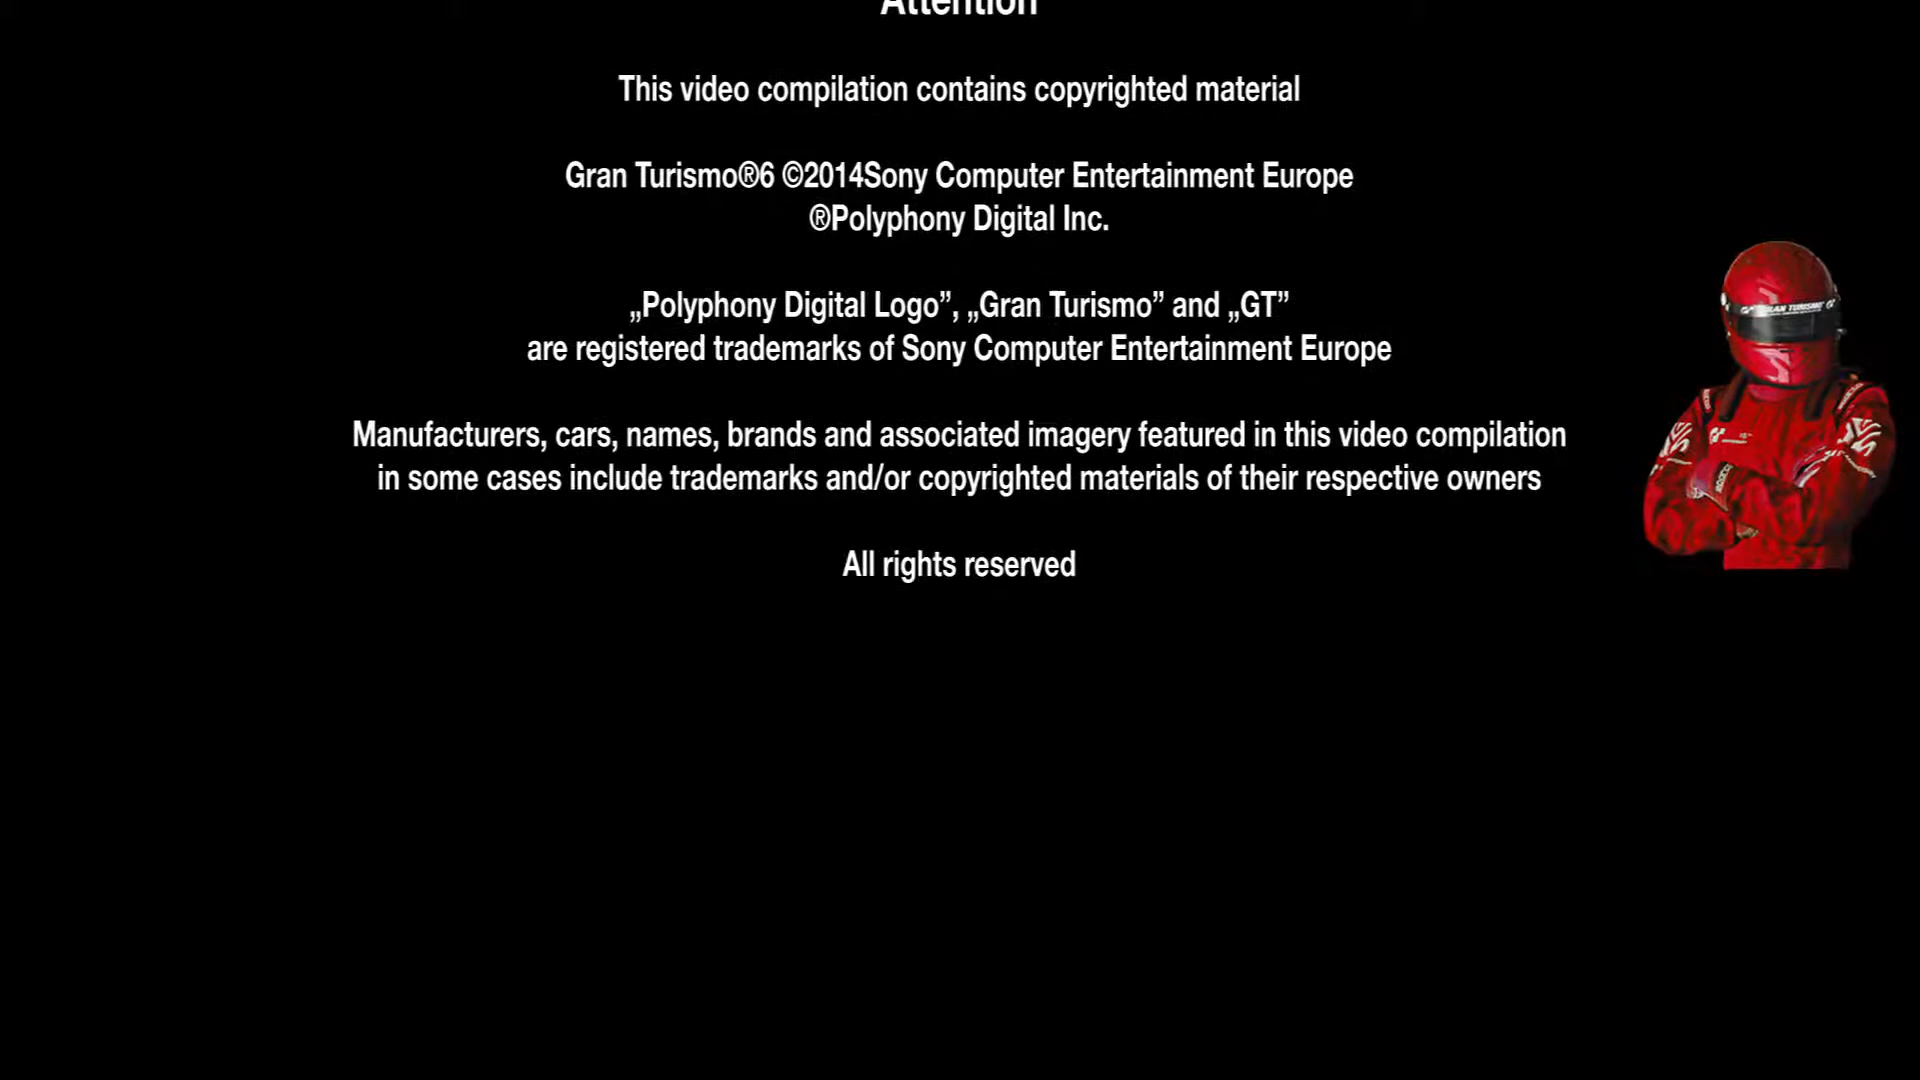 Attention
This video compilation contains copyrighted material
Gran Turismo®6 ©2014Sony Computer Entertainment Europe
®Polyphony Digital Inc.
„Polyphony Digital Logo”, „Gran Turismo” and „GT”
are registered trademarks of Sony Computer Entertainment Europe
Manufacturers, cars, names, brands and associated imagery featured in this video compilation
in some cases include trademarks and/or copyrighted materials of their respective owners
All rights reserved
GRAN TURISMO